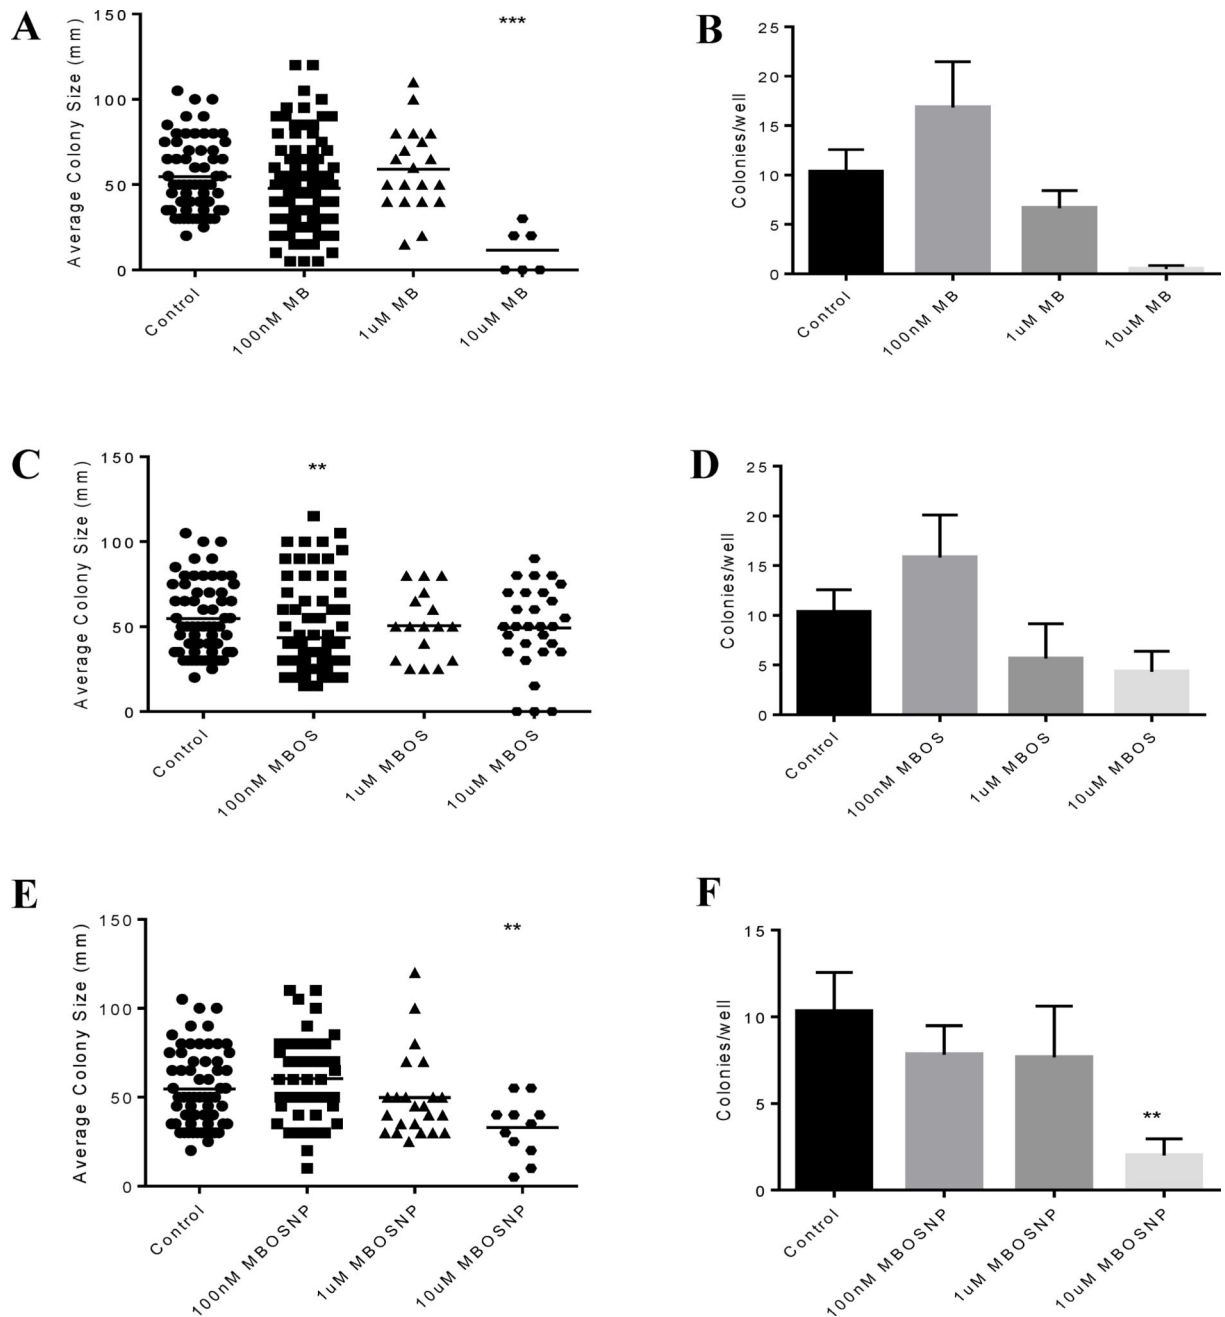 A
Average Colony Size (mm)
150
100
50
0
***
Control
100nM MB
1uM MB
10uM MB
B
Colonies/well
25
20
15
10
5
0
Control
100nM MB
1uM MB
10uM MB
C
Average Colony Size (mm)
150
100
50
0
**
Control
100nM MBOS
1uM MBOS
10uM MBOS
D
Colonies/well
25
20
15
10
5
0
Control
100nM MBOS
1uM MBOS
10uM MBOS
E
Average Colony Size (mm)
150
100
50
0
**
Control
100nM MBOSNP
1uM MBOSNP
10uM MBOSNP
F
Colonies/well
15
10
5
0
**
Control
100nM MBOSNP
1uM MBOSNP
10uM MBOSNP